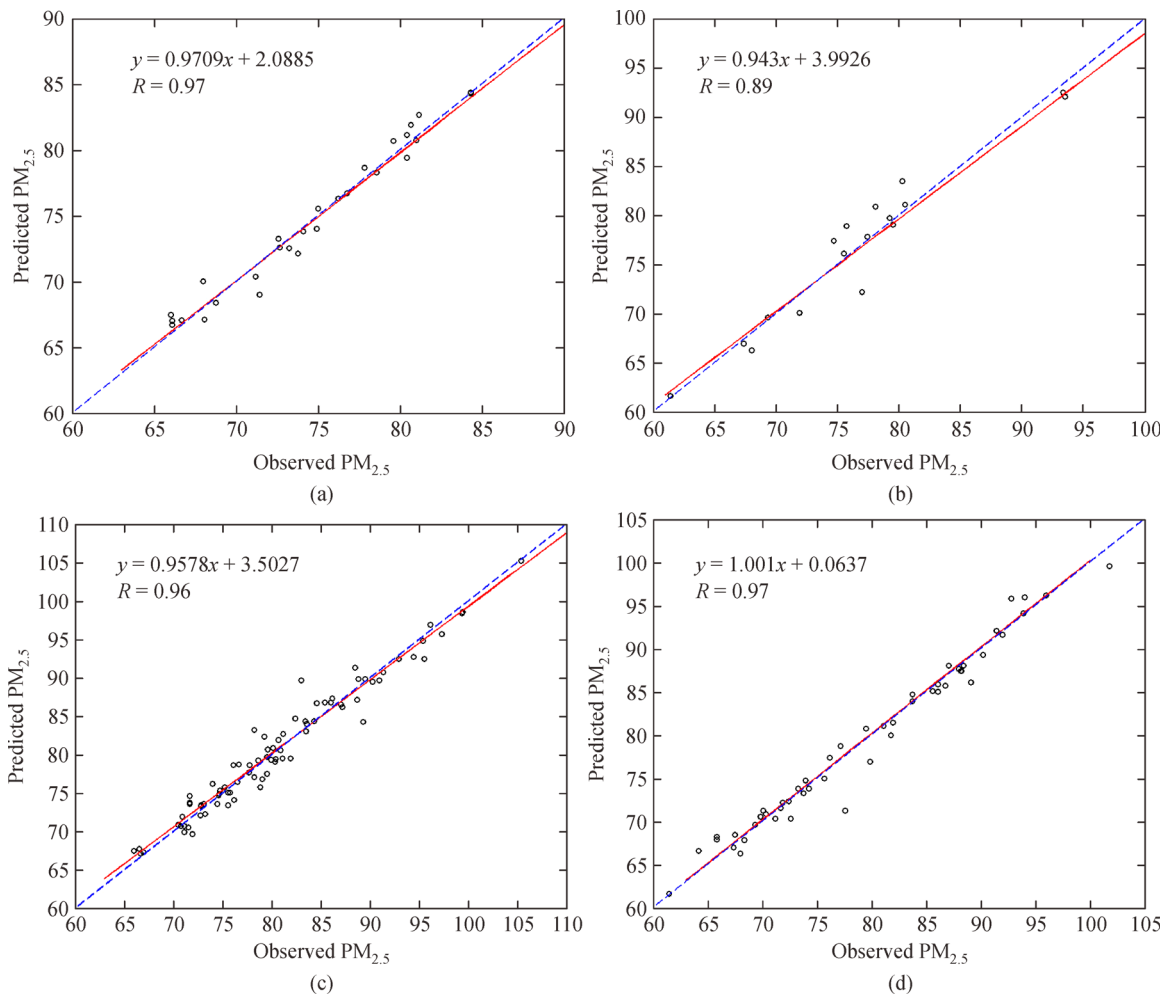 90
85
80
75
70
65
60
Predicted PM2.5
y = 0.9709x + 2.0885
R = 0.97
60 65 70 75 80 85 90
Observed PM2.5
(a)
100
95
90
85
80
75
70
65
60
Predicted PM2.5
y = 0.943x + 3.9926
R = 0.89
60 65 70 75 80 85 90 95 100
Observed PM2.5
(b)
110
105
100
95
90
85
80
75
70
65
60
Predicted PM2.5
y = 0.9578x + 3.5027
R = 0.96
60 65 70 75 80 85 90 95 100 105 110
Observed PM2.5
(c)
105
100
95
90
85
80
75
70
65
60
Predicted PM2.5
y = 1.001x + 0.0637
R = 0.97
60 65 70 75 80 85 90 95 100 105
Observed PM2.5
(d)